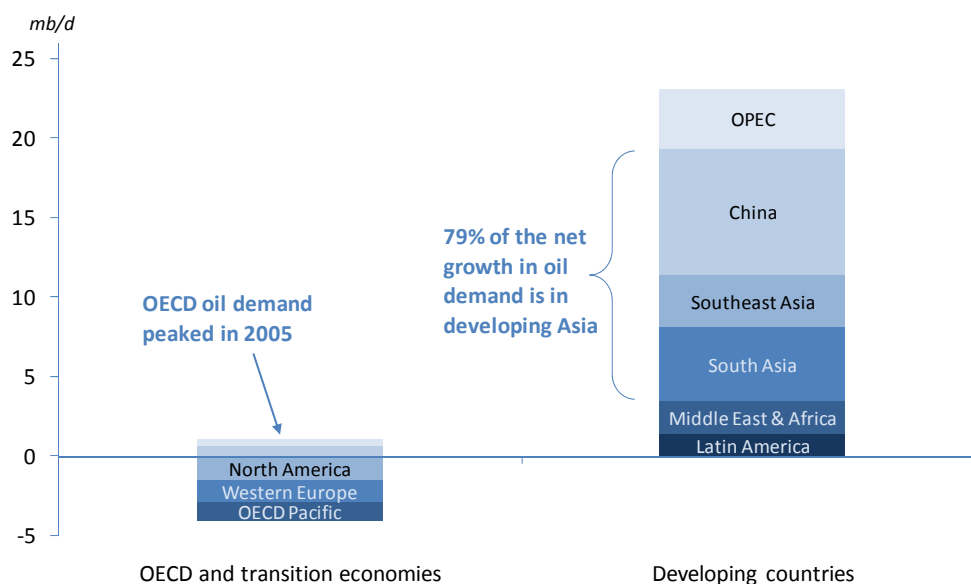 mb/d
25
20
15
10
5
0
-5
OECD oil demand
peaked in 2005
North America
Western Europe
OECD Pacific
79% of the net
growth in oil
demand is in
developing Asia
OPEC
China
Southeast Asia
South Asia
Middle East & Africa
Latin America
OECD and transition economies
Developing countries